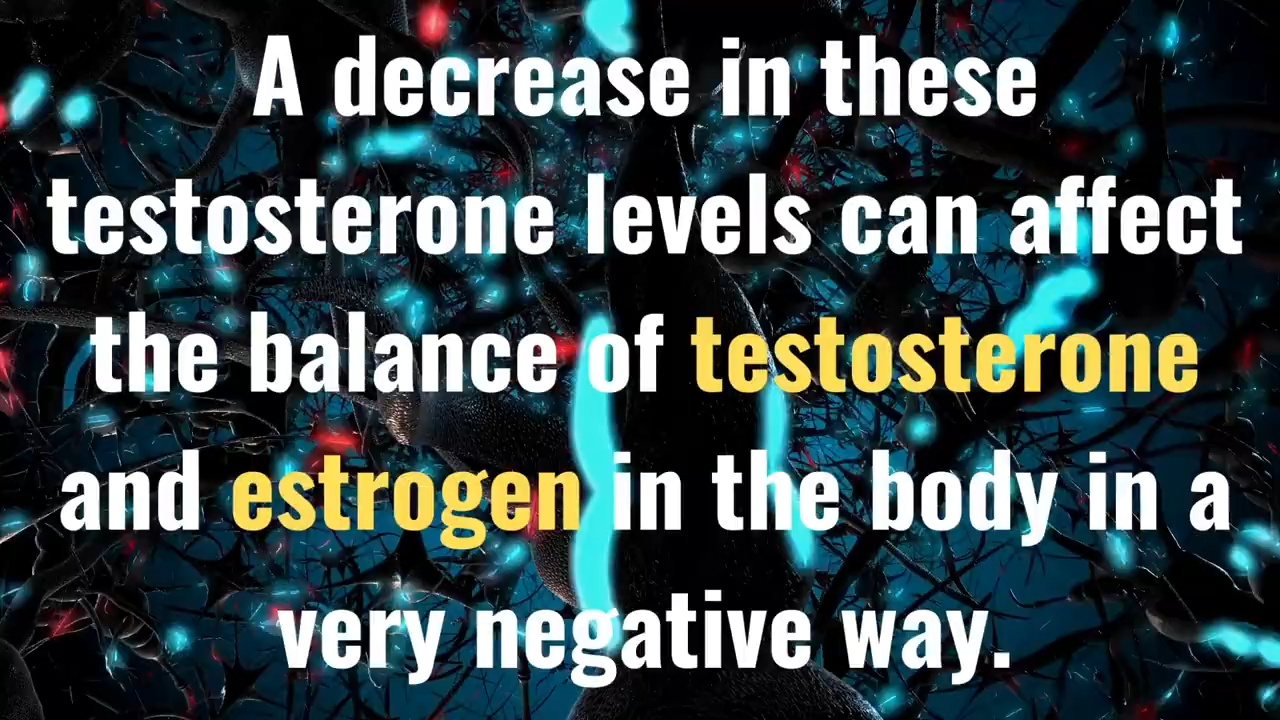 A decrease in these
testosterone levels can affect
the balance of testosterone
and estrogen in the body in a
very negative way.